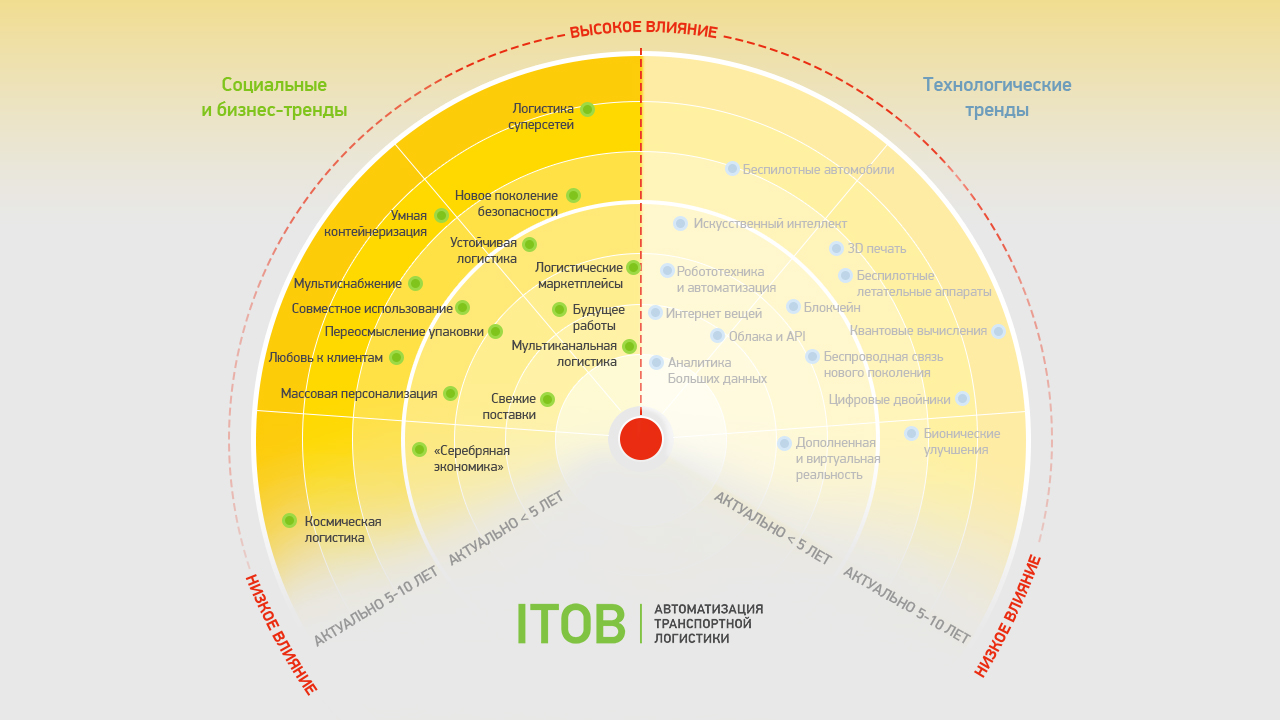 ВЫСОКОЕ ВЛИЯНИЕ
Социальные
и бизнес-тренды
Технологические
тренды
Логистика
суперсетей
Новое поколение
безопасности
Умная
контейнеризация
Устойчивая
логистика
Логистические
маркетплейсы
Мультиснабжение
Совместное использование
Будущее
работы
Переосмысление упаковки
Мультиканальная
логистика
Любовь к клиентам
Массовая персонализация
Свежие
поставки
«Серебряная
экономика»
Космическая
логистика
Беспилотные автомобили
Искусственный интеллект
3D печать
Робототехника
и автоматизация
Беспилотные
летательные аппараты
Интернет вещей
Блокчейн
Облака и API
Квантовые вычисления
Аналитика
Больших данных
Беспроводная связь
нового поколения
Цифровые двойники
Дополненная
и виртуальная
реальность
Бионические
улучшения
АКТУАЛЬНО < 5 ЛЕТ
АКТУАЛЬНО 5-10 ЛЕТ
АКТУАЛЬНО < 5 ЛЕТ
АКТУАЛЬНО 5-10 ЛЕТ
НИЗКОЕ ВЛИЯНИЕ
НИЗКОЕ ВЛИЯНИЕ
ITOB
АВТОМАТИЗАЦИЯ
ТРАНСПОРТНОЙ
ЛОГИСТИКИ